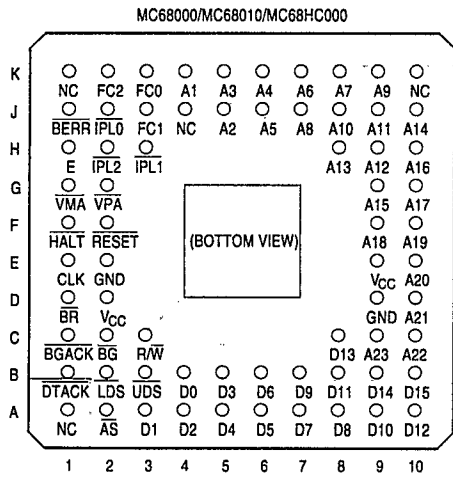 MC68000/MC68010/MC68HC000
K
NC FC2 FC0 A1 A3 A4 A6 A7 A9 NC
J
BERR IPL0 FC1 NC A2 A5 A8 A10 A11 A14
H
E IPL2 IPL1 A13 A12 A16
G
VMA VPA A15 A17
F
(BOTTOM VIEW)
HALT RESET A18 A19
E
CLK GND VCC A20
D
BR VCC GND A21
C
BGACK BG R/W D13 A23 A22
B
DTACK LDS UDS D0 D3 D6 D9 D11 D14 D15
A
NC AS D1 D2 D4 D5 D7 D8 D10 D12
1 2 3 4 5 6 7 8 9 10